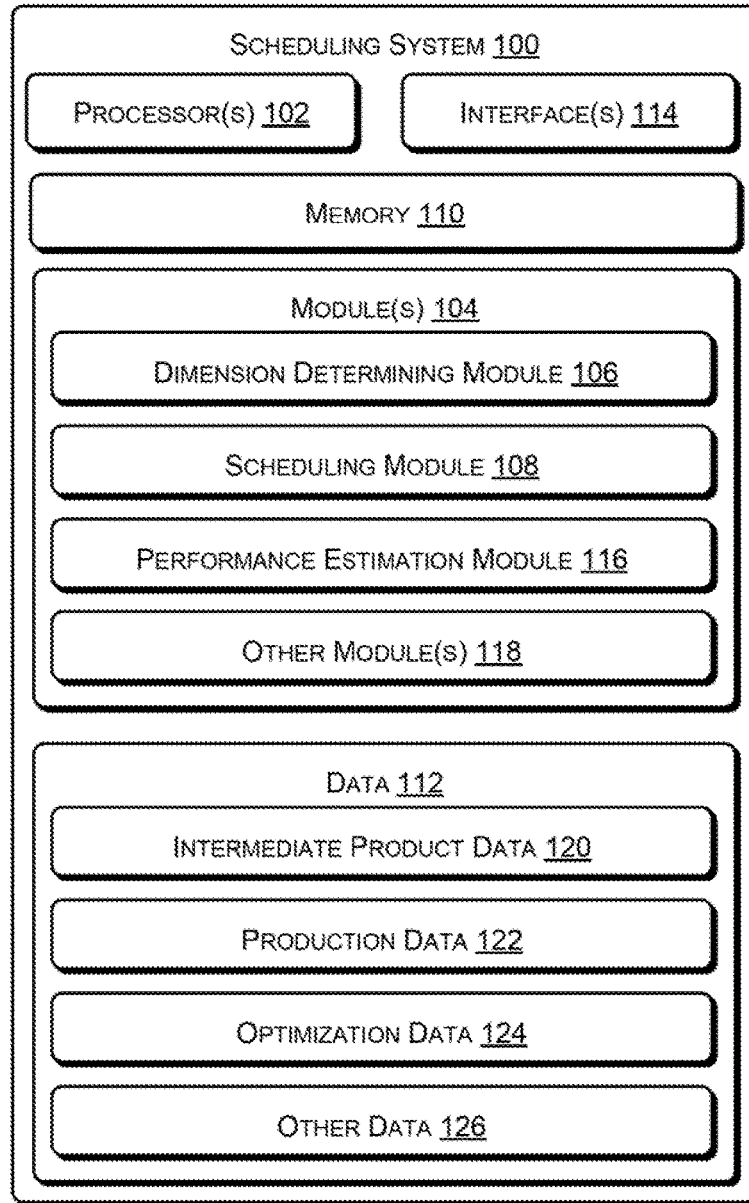 SCHEDULING SYSTEM 100
PROCESSOR(S) 102
INTERFACE(S) 114
MEMORY 110
MODULE(S) 104
DIMENSION DETERMINING MODULE 106
SCHEDULING MODULE 108
PERFORMANCE ESTIMATION MODULE 116
OTHER MODULE(S) 118
DATA 112
INTERMEDIATE PRODUCT DATA 120
PRODUCTION DATA 122
OPTIMIZATION DATA 124
OTHER DATA 126